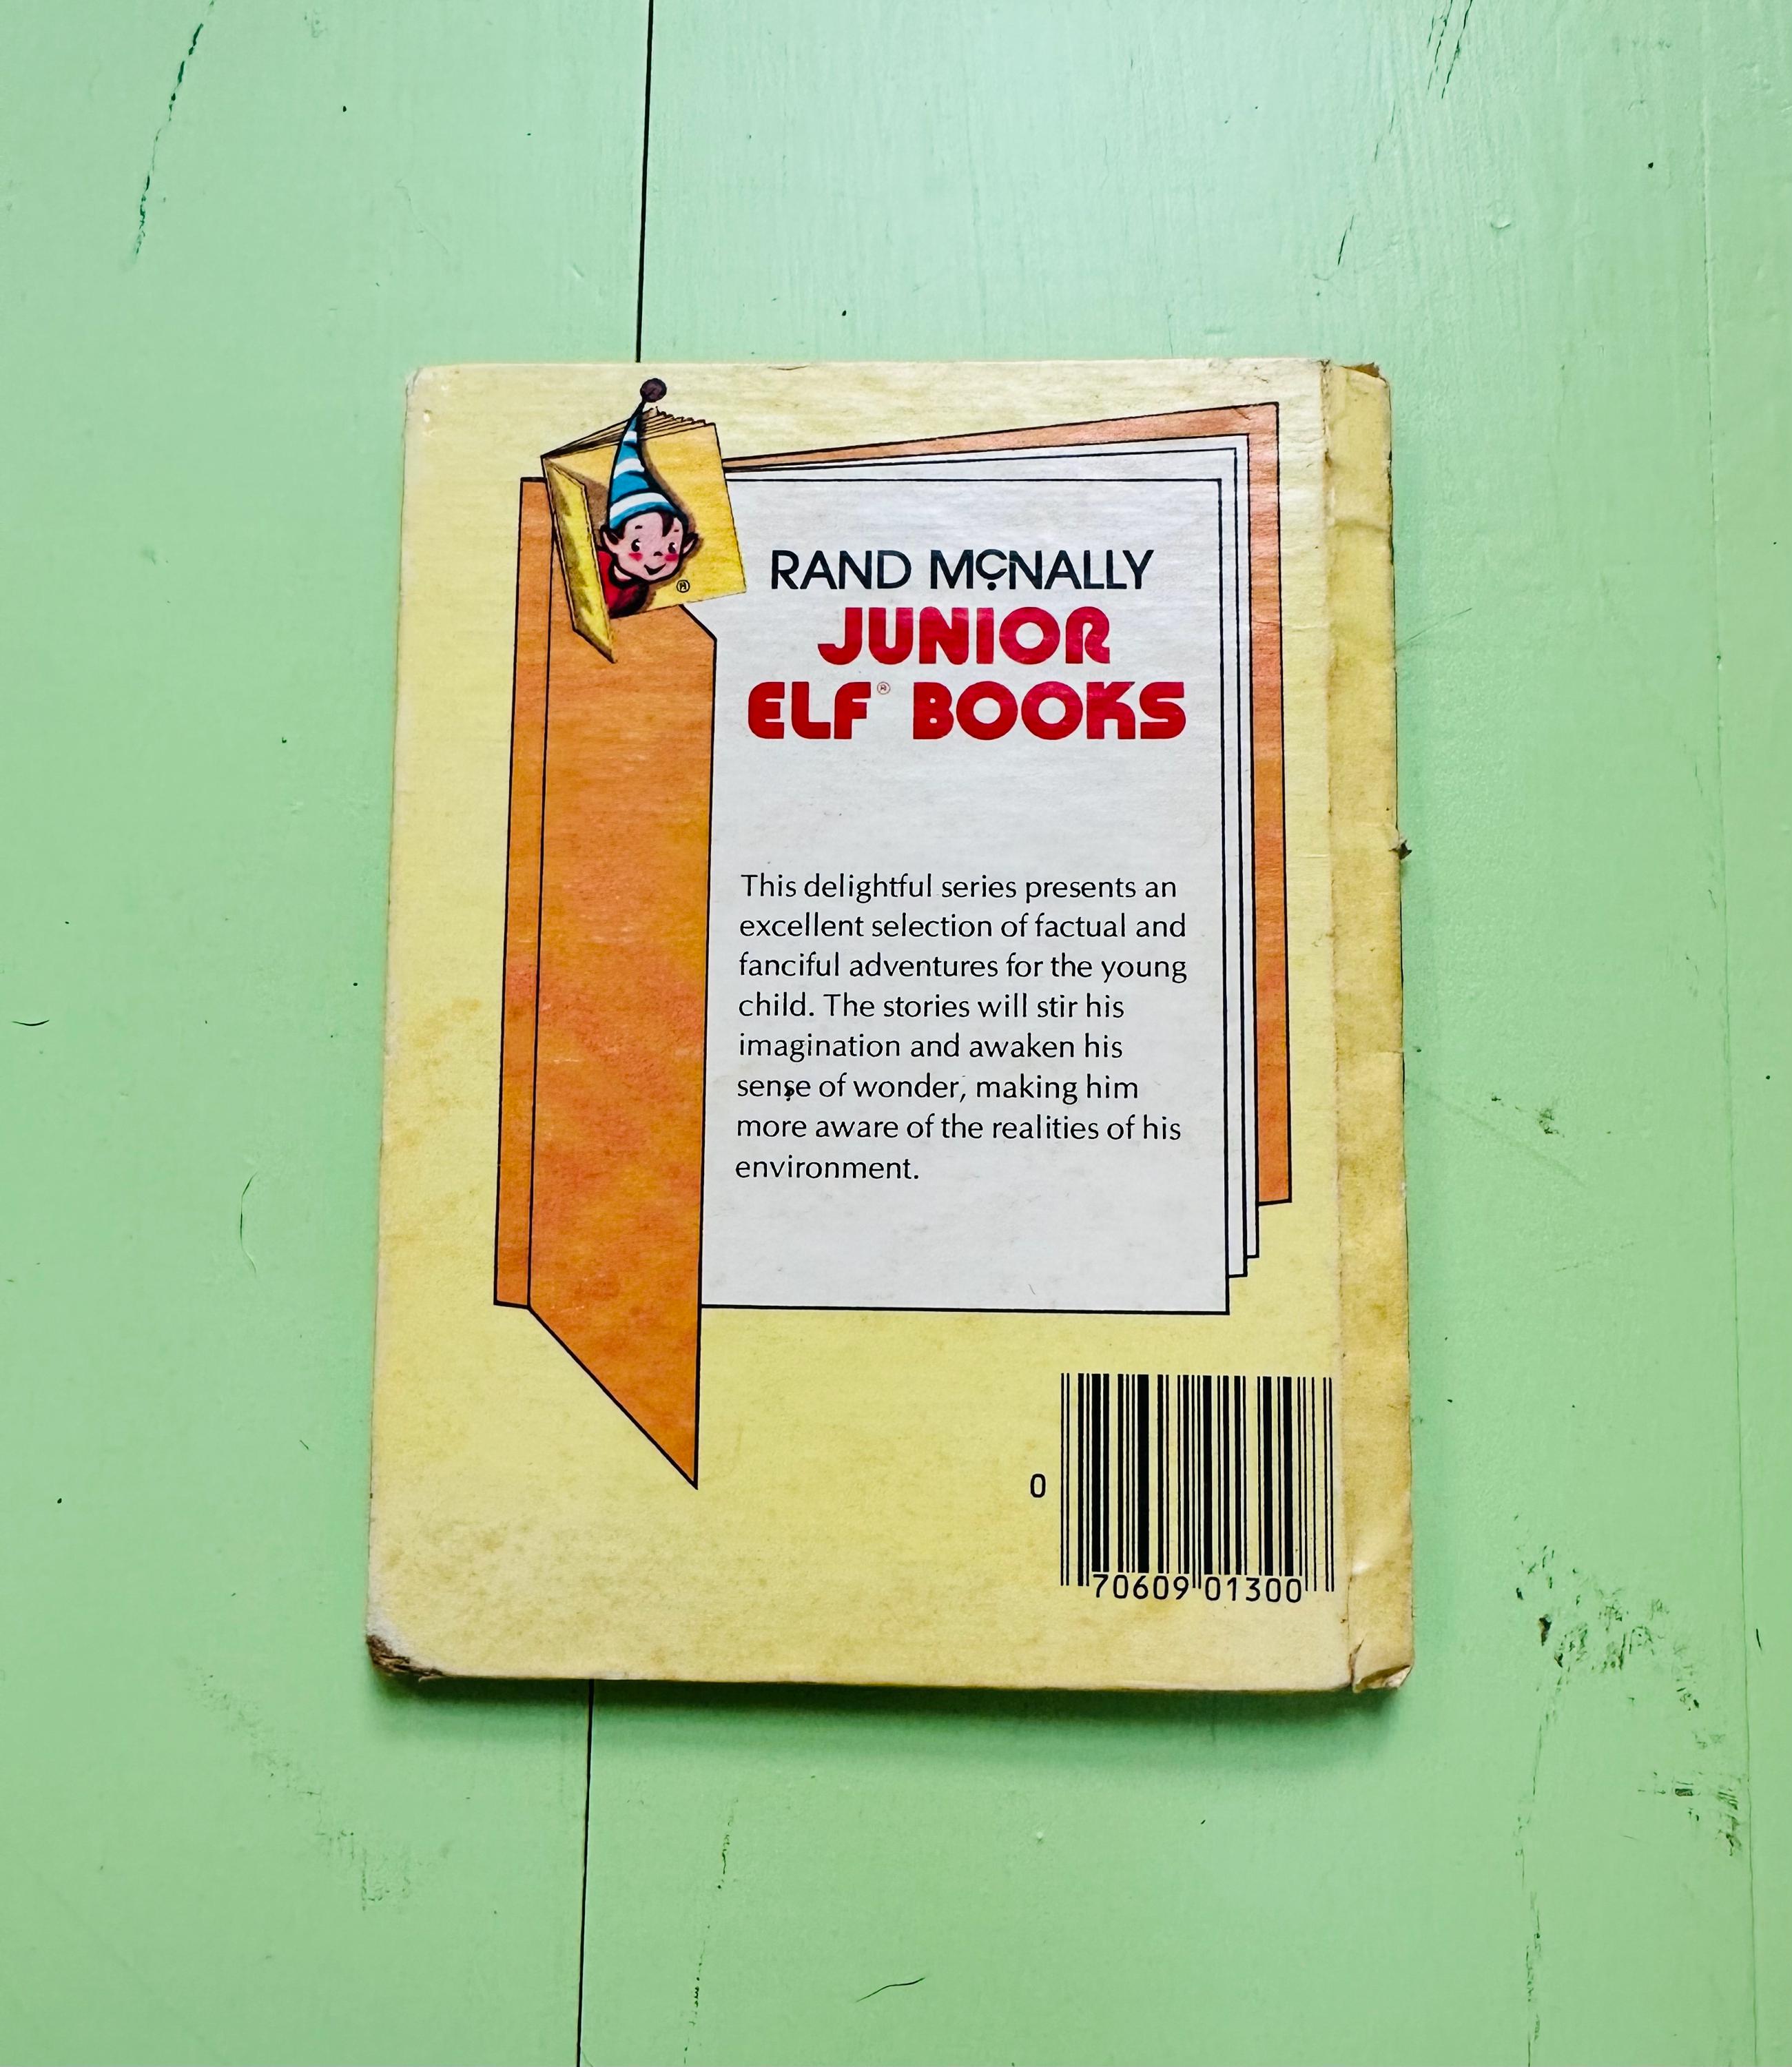 RAND McNALLY
JUNIOR
ELF® BOOKS
This delightful series presents an
excellent selection of factual and
fanciful adventures for the young
child. The stories will stir his
imagination and awaken his
sense of wonder, making him
more aware of the realities of his
environment.
0 70609 01300